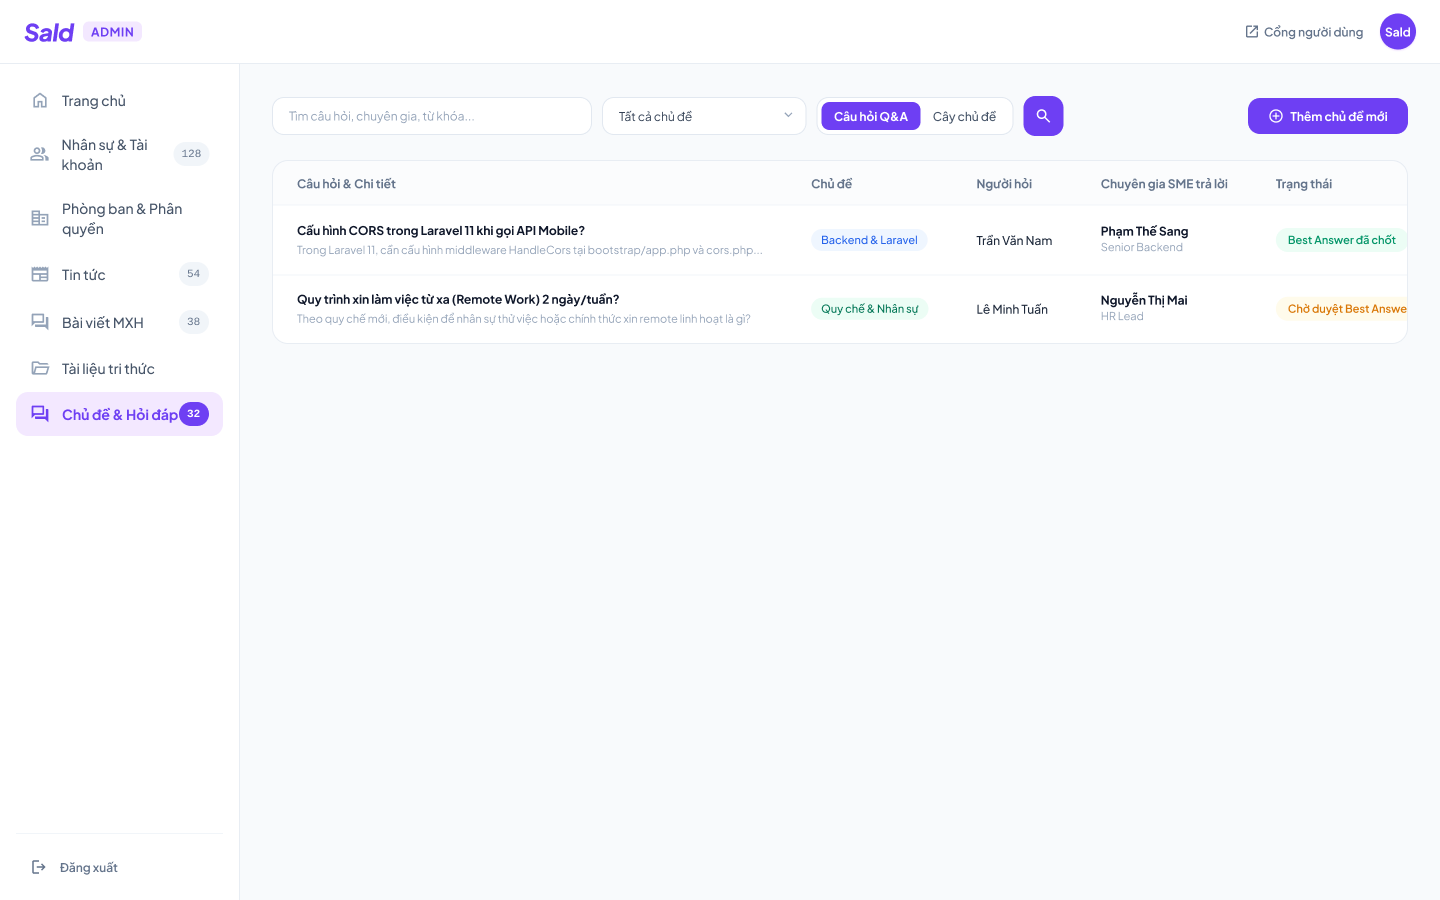 Sald ADMIN
Cổng người dùng
Sald
Trang chủ
Nhân sự & Tài
khoản
128
Phòng ban & Phân
quyền
Tin tức 54
Bài viết MXH 38
Tài liệu tri thức
Chủ đề & Hỏi đáp 32
Đăng xuất
Tìm câu hỏi, chuyên gia, từ khóa...
Tất cả chủ đề
Câu hỏi Q&A
Cây chủ đề
Thêm chủ đề mới
Câu hỏi & Chi tiết
Chủ đề
Người hỏi
Chuyên gia SME trả lời
Trạng thái
Cấu hình CORS trong Laravel 11 khi gọi API Mobile?
Trong Laravel 11, cần cấu hình middleware HandleCors tại bootstrap/app.php và cors.php...
Backend & Laravel
Trần Văn Nam
Phạm Thế Sang
Senior Backend
Best Answer đã chốt
Quy trình xin làm việc từ xa (Remote Work) 2 ngày/tuần?
Theo quy chế mới, điều kiện để nhân sự thử việc hoặc chính thức xin remote linh hoạt là gì?
Quy chế & Nhân sự
Lê Minh Tuấn
Nguyễn Thị Mai
HR Lead
Chờ duyệt Best Answe